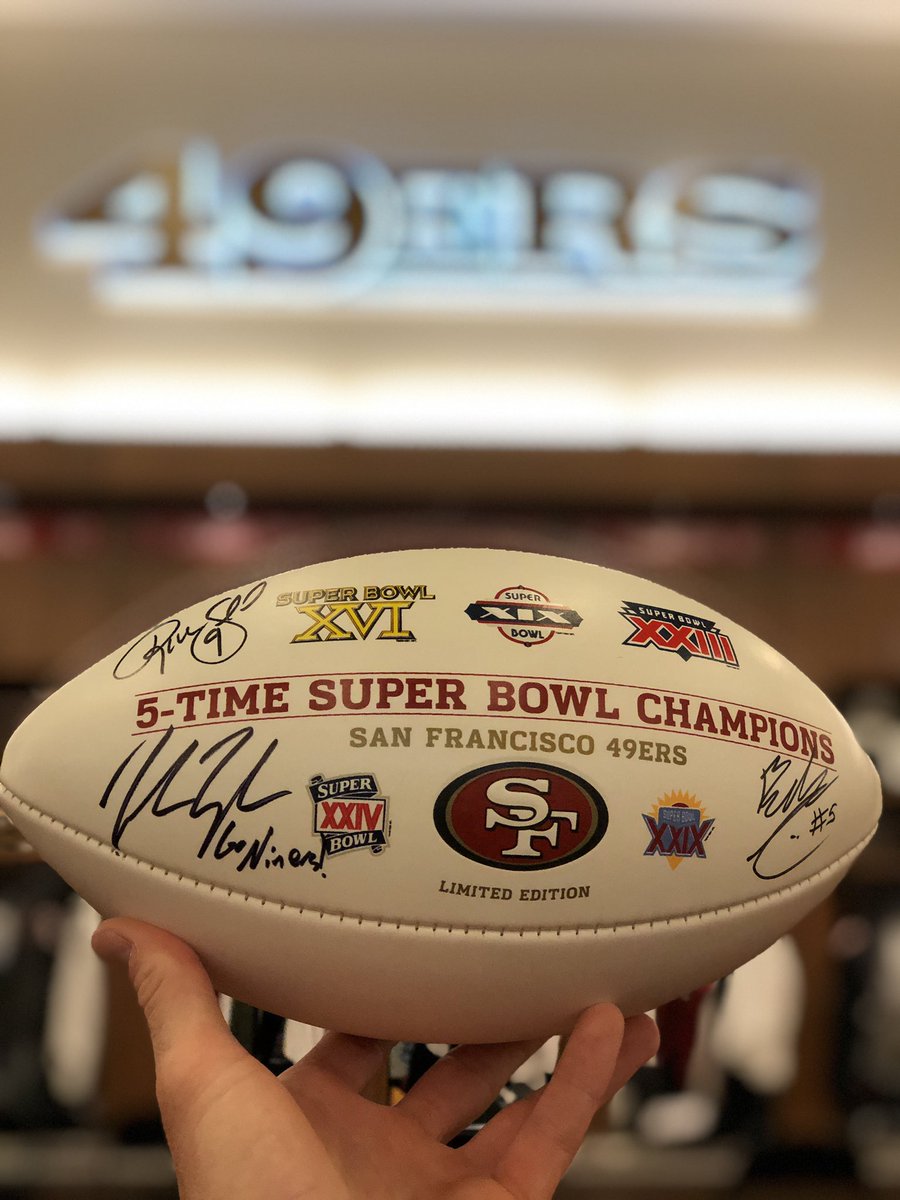 49ERS
9
SUPER BOWL
XVI
SUPER
XIX
BOWL
SUPER BOWL
XXIII
5-TIME SUPER BOWL CHAMPIONS
SAN FRANCISCO 49ERS
SUPER
XXIV
BOWL
SF
SUPER BOWL
XXIX
#5
Go Niners!
LIMITED EDITION